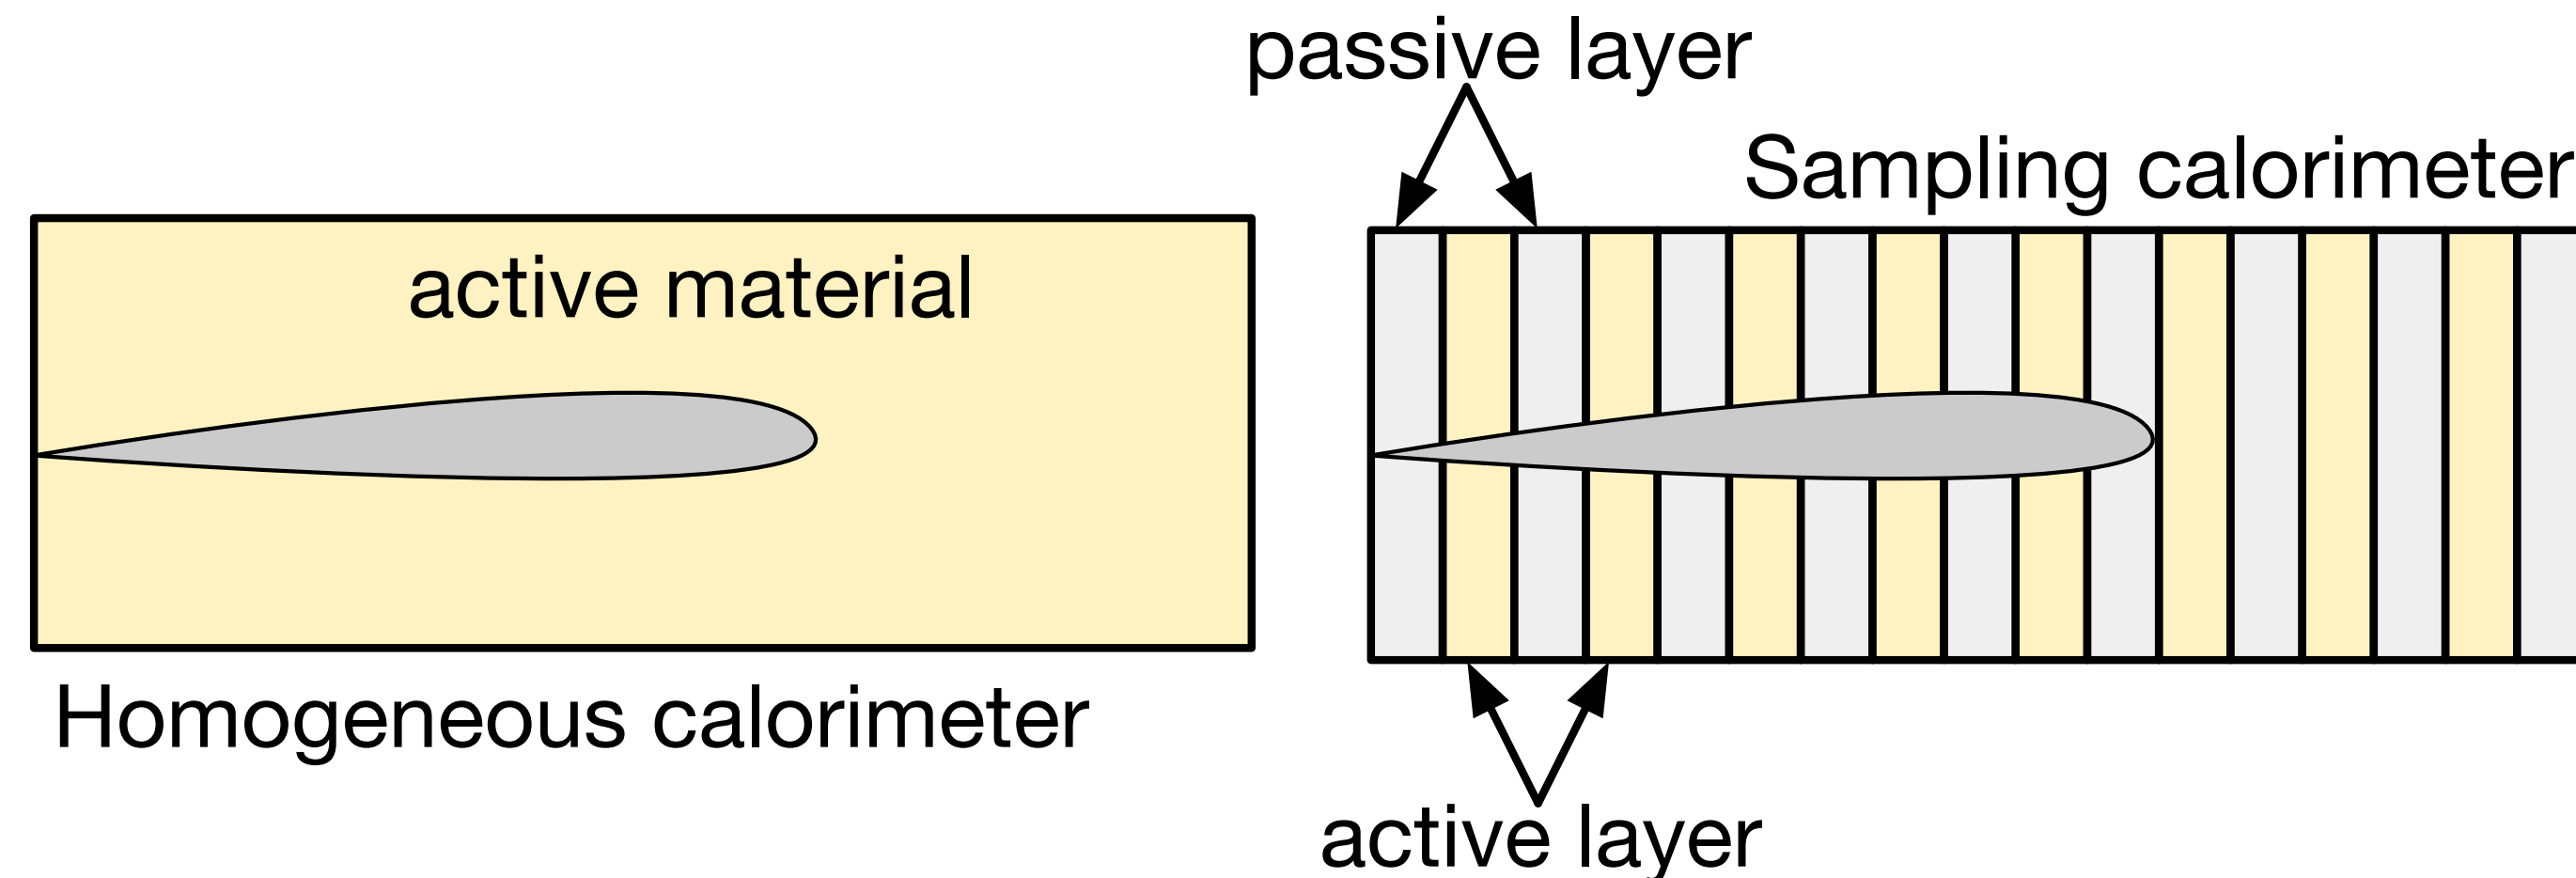 passive layer
Sampling calorimeter
active material
Homogeneous calorimeter
active layer